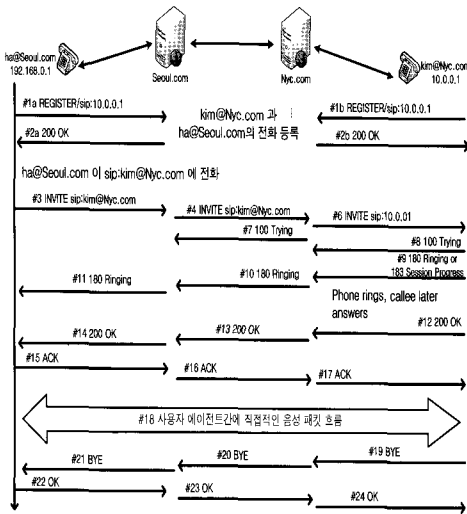 ha@Seoul.com
192.168.0.1
Seoul.com
Nyc.com
kim@Nyc.com
10.0.0.1
#1a REGISTER/sip:10.0.0.1
kim@Nyc.com 과
ha@Seoul.com의 전화 등록
#1b REGISTER/sip:10.0.0.1
#2a 200 OK
#2b 200 OK
ha@Seoul.com 이 sip:kim@Nyc.com 에 전화
#3 INVITE sip:kim@Nyc.com
#4 INVITE sip:kim@Nyc.com
#6 INVITE sip:10.0.01
#7 100 Trying
#8 100 Trying
#9 180 Ringing or
183 Session Progress
#10 180 Ringing
#11 180 Ringing
Phone rings, callee later
answers
#12 200 OK
#13 200 OK
#14 200 OK
#15 ACK
#16 ACK
#17 ACK
#18 사용자 에이전트간에 직접적인 음성 패킷 흐름
#19 BYE
#20 BYE
#21 BYE
#22 OK
#23 OK
#24 OK